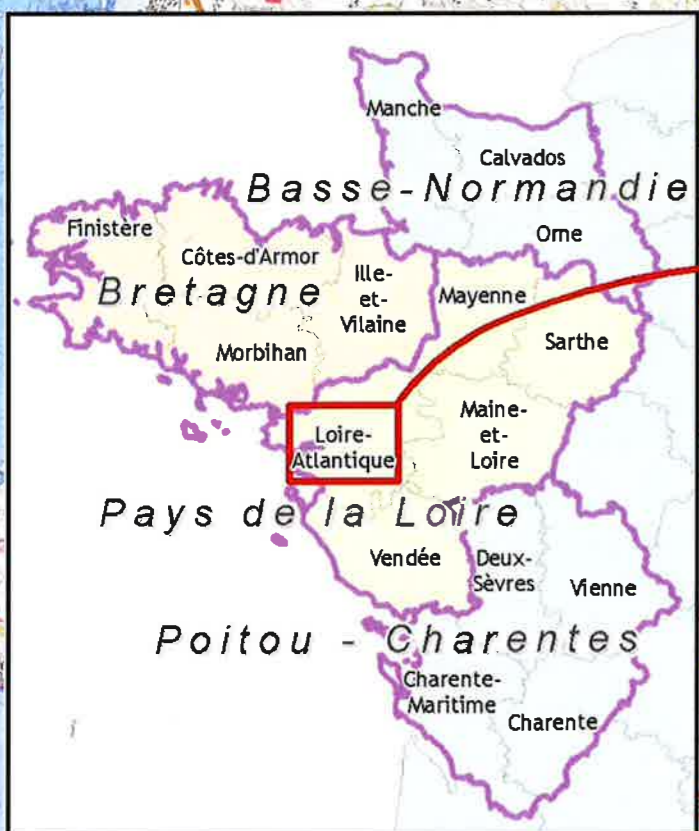 Manche
Calvados
Basse-Normandie
Orne
Finistère
Côtes-d'Armor
Ille-
et-
Vilaine
Bretagne
Mayenne
Morbihan
Sarthe
Loire-
Atlantique
Maine-
et-
Loire
Pays de la Loire
Vendée
Deux-
Sèvres
Vienne
Poitou - Charentes
Charente-
Maritime
Charente